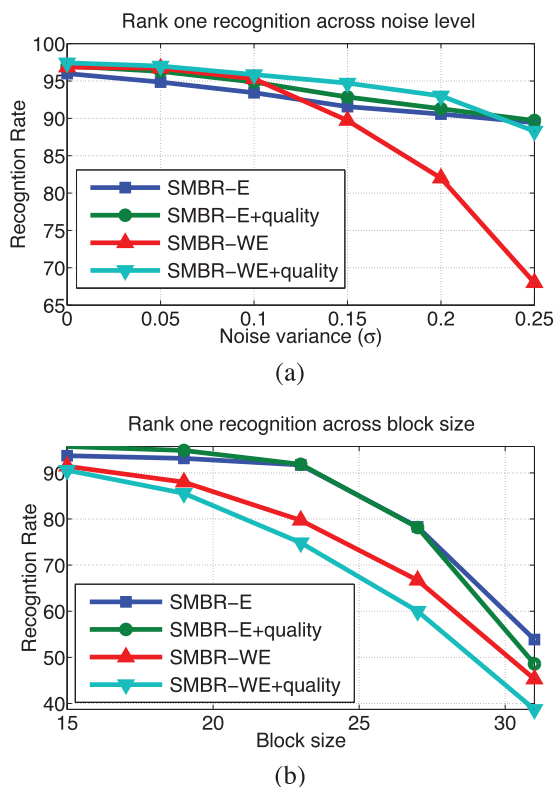 Rank one recognition across noise level
100
95
90
85
80
75
70
65
Recogntion Rate
SMBR-E
SMBR-E+quality
SMBR-WE
SMBR-WE+quality
0 0.05 0.1 0.15 0.2 0.25
Noise variance (σ)
(a)
Rank one recognition across block size
90
80
70
60
50
40
Recogntion Rate
SMBR-E
SMBR-E+quality
SMBR-WE
SMBR-WE+quality
15 20 25 30
Block size
(b)